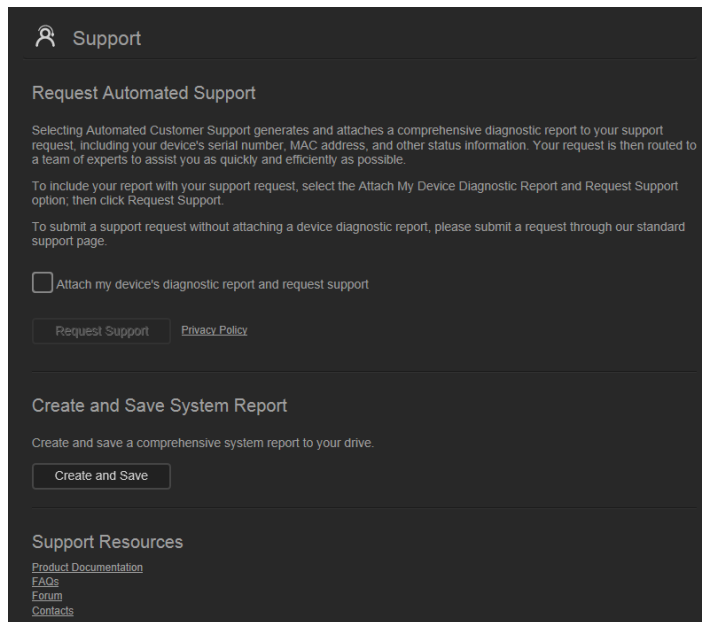 Support
Request Automated Support
Selecting Automated Customer Support generates and attaches a comprehensive diagnostic report to your support
request, including your device's serial number, MAC address, and other status information. Your request is then routed to
a team of experts to assist you as quickly and efficiently as possible.
To include your report with your support request, select the Attach My Device Diagnostic Report and Request Support
option; then click Request Support.
To submit a support request without attaching a device diagnostic report, please submit a request through our standard
support page.
Attach my device's diagnostic report and request support
Request Support Privacy Policy
Create and Save System Report
Create and save a comprehensive system report to your drive.
Create and Save
Support Resources
Product Documentation
FAQs
Forum
Contacts